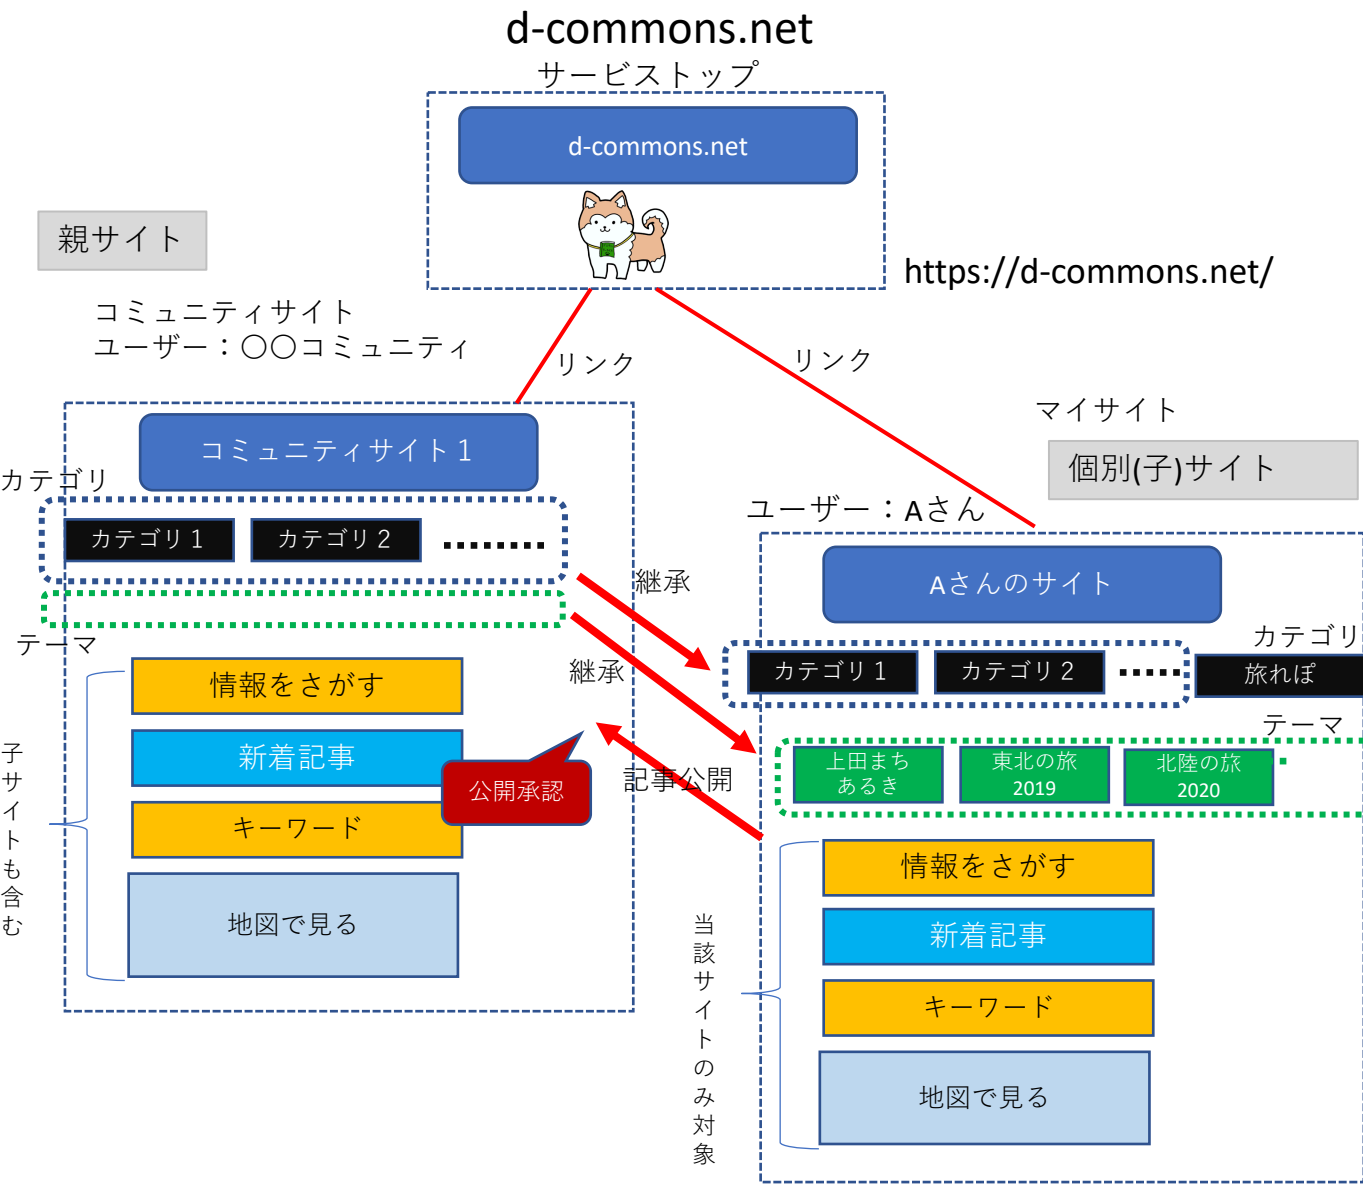 d-commons.net
サービストップ
d-commons.net
親サイト
https://d-commons.net/
コミュニティサイト
ユーザー：〇〇コミュニティ
リンク
リンク
マイサイト
個別(子)サイト
コミュニティサイト１
カテゴリ
カテゴリ１
カテゴリ２
………
ユーザー：Aさん
Aさんのサイト
継承
継承
テーマ
カテゴリ
カテゴリ１
カテゴリ２
……
旅れぽ
テーマ
上田まち
あるき
東北の旅
2019
北陸の旅
2020
情報をさがす
新着記事
キーワード
地図で見る
子サイトも含む
公開承認
記事公開
情報をさがす
新着記事
キーワード
地図で見る
当該サイトのみ対象